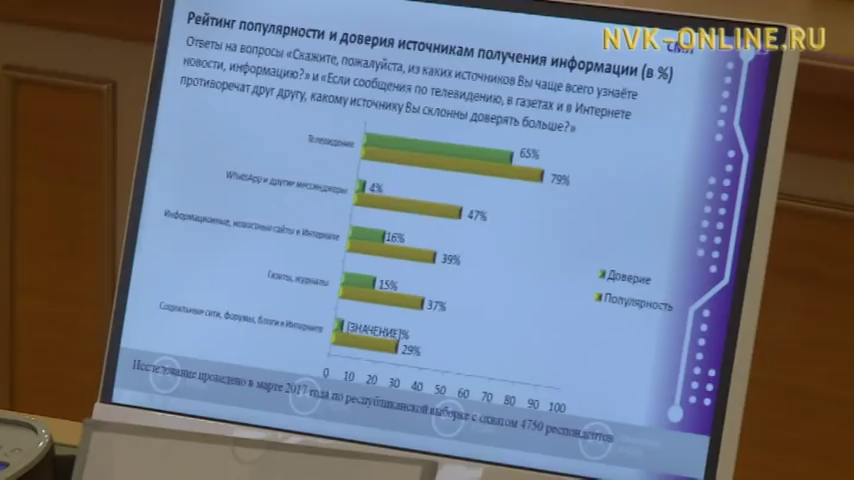 NVK-ONLINE.RU
СМИ
Рейтинг популярности и доверия источникам получения информации (в %)
Ответы на вопросы «Скажите, пожалуйста, из каких источников Вы чаще всего узнаёте
новости, информацию?» и «Если сообщения по телевидению, в газетах и в Интернете
противоречат друг другу, какому источнику Вы склонны доверять больше?»
Телевидение
65%
79%
WhatsApp и другие мессенджеры
4%
47%
Информационные, новостные сайты в Интернете
16%
39%
Газеты, журналы
15%
37%
Социальные сети, форумы, блоги в Интернете
[ЗНАЧЕНИЕ]%
29%
Доверие
Популярность
0 10 20 30 40 50 60 70 80 90 100
Исследование проведено в марте 2017 года по республиканской выборке с охватом 4750 респондентов